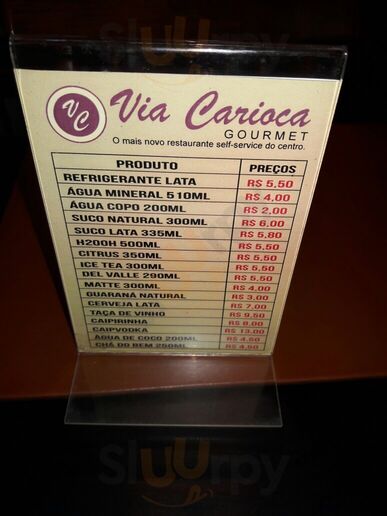 VC Via Carioca
GOURMET
O mais novo restaurante self-service do centro.
PRODUTO PREÇOS
REFRIGERANTE LATA R$ 5,50
ÁGUA MINERAL 510ML R$ 4,00
ÁGUA COPO 200ML R$ 2,00
SUCO NATURAL 300ML R$ 6,00
SUCO LATA 335ML R$ 5,80
H2OOH 500ML R$ 5,50
CITRUS 350ML R$ 5,50
ICE TEA 300ML R$ 5,50
DEL VALLE 290ML R$ 5,50
MATTE 300ML R$ 4,00
GUARANÁ NATURAL R$ 3,00
CERVEJA LATA R$ 7,00
TAÇA DE VINHO R$ 9,50
CAIPIRINHA R$ 8,00
CAIPVODKA R$ 13,00
ÁGUA DE COCO 200ML R$ 4,50
CHÁ DO BEM 250ML R$ 4,50
Sluurpy